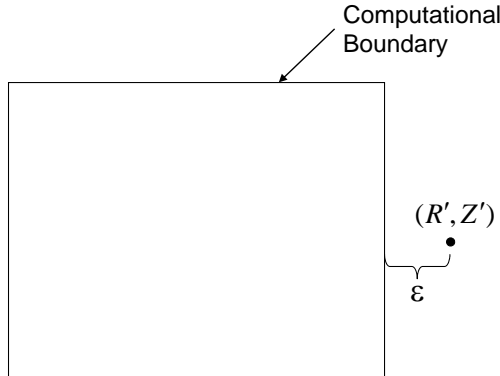 Computational
Boundary
(R′, Z′)
ε